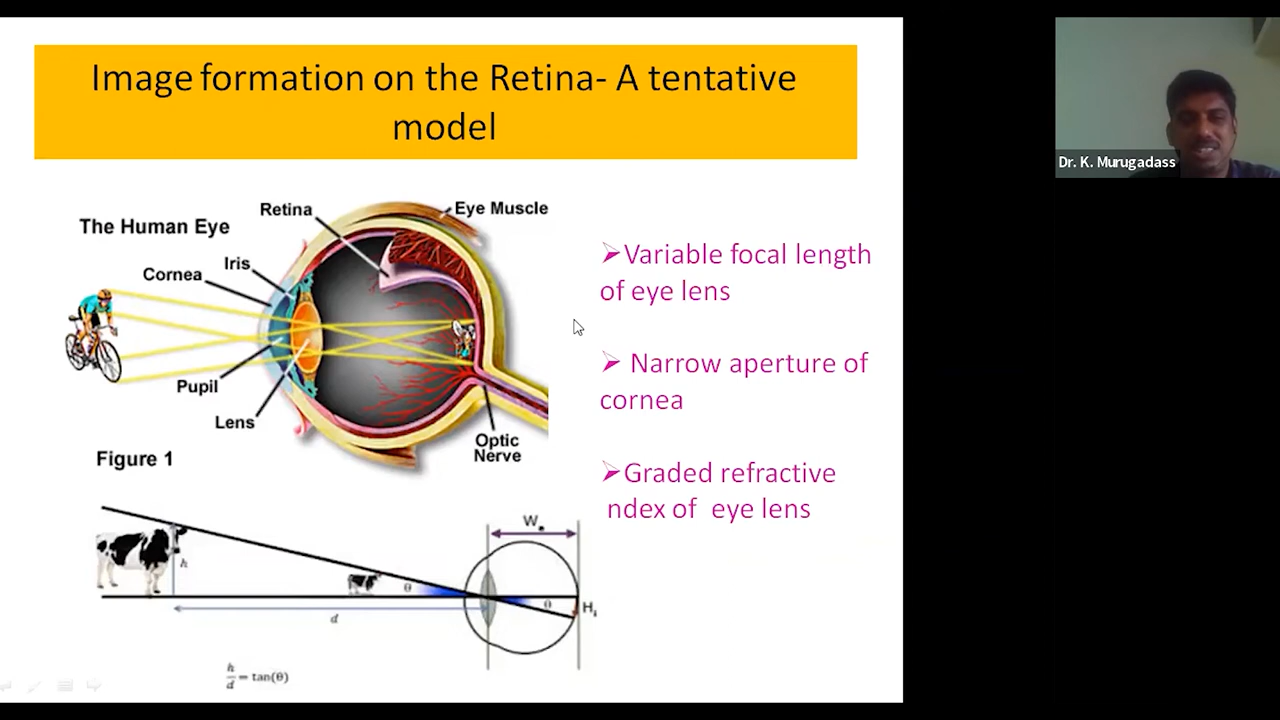 Image formation on the Retina- A tentative
model
Dr. K. Murugadass
The Human Eye
Retina
Eye Muscle
Iris
Cornea
Pupil
Lens
Optic
Nerve
Figure 1
➢Variable focal length
of eye lens
➢ Narrow aperture of
cornea
➢Graded refractive
ndex of eye lens
h
θ
d
θ
H
W
h/d = tan(θ)